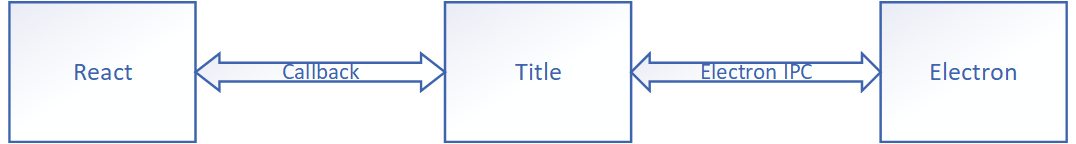 React
Callback
Title
Electron IPC
Electron